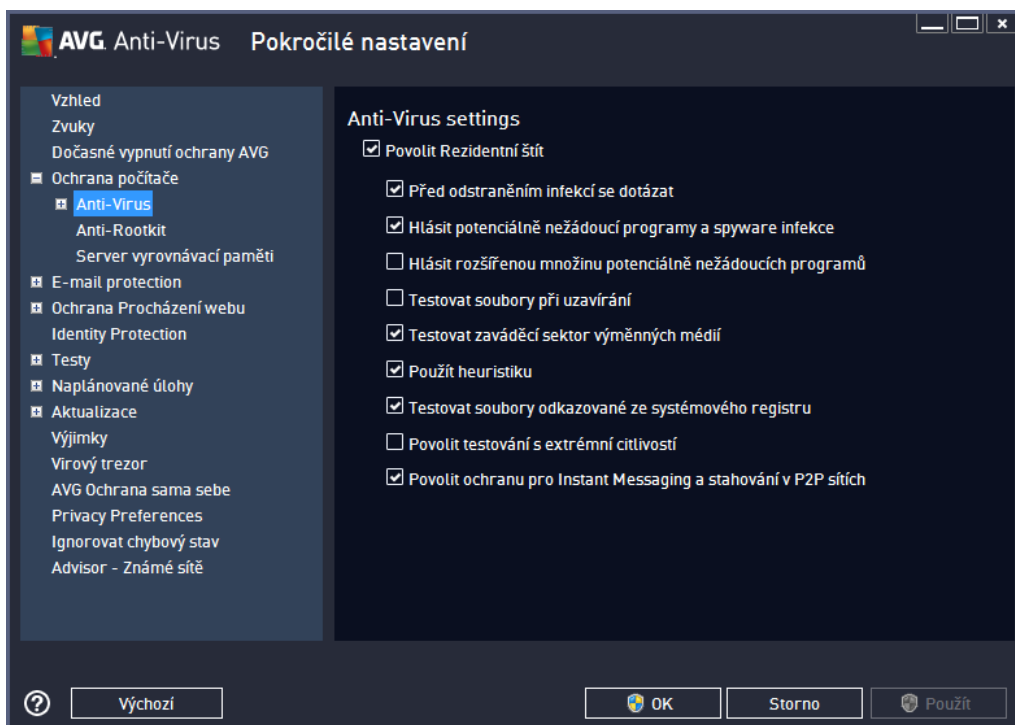 AVG. Anti-Virus Pokročilé nastavení
Vzhled
Zvuky
Dočasné vypnutí ochrany AVG
Ochrana počítače
Anti-Virus
Anti-Rootkit
Server vyrovnávací paměti
E-mail protection
Ochrana Procházení webu
Identity Protection
Testy
Naplánované úlohy
Aktualizace
Výjimky
Virový trezor
AVG Ochrana sama sebe
Privacy Preferences
Ignorovat chybový stav
Advisor - Známé sítě
Anti-Virus settings
Povolit Rezidentní štít
Před odstraněním infekcí se dotázat
Hlásit potenciálně nežádoucí programy a spyware infekce
Hlásit rozšířenou množinu potenciálně nežádoucích programů
Testovat soubory při uzavírání
Testovat zaváděcí sektor výměnných médií
Použít heuristiku
Testovat soubory odkazované ze systémového registru
Povolit testování s extrémní citlivostí
Povolit ochranu pro Instant Messaging a stahování v P2P sítích
? Výchozí OK Storno Použít